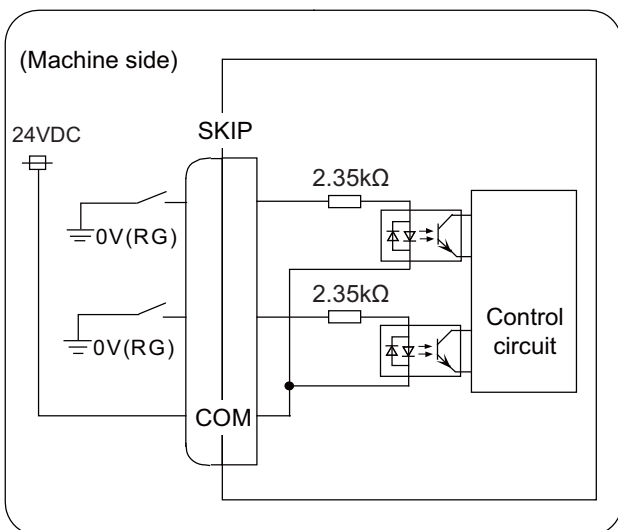 (Machine side)
24VDC
SKIP
2.35kΩ
0V(RG)
2.35kΩ
0V(RG)
Control
circuit
COM